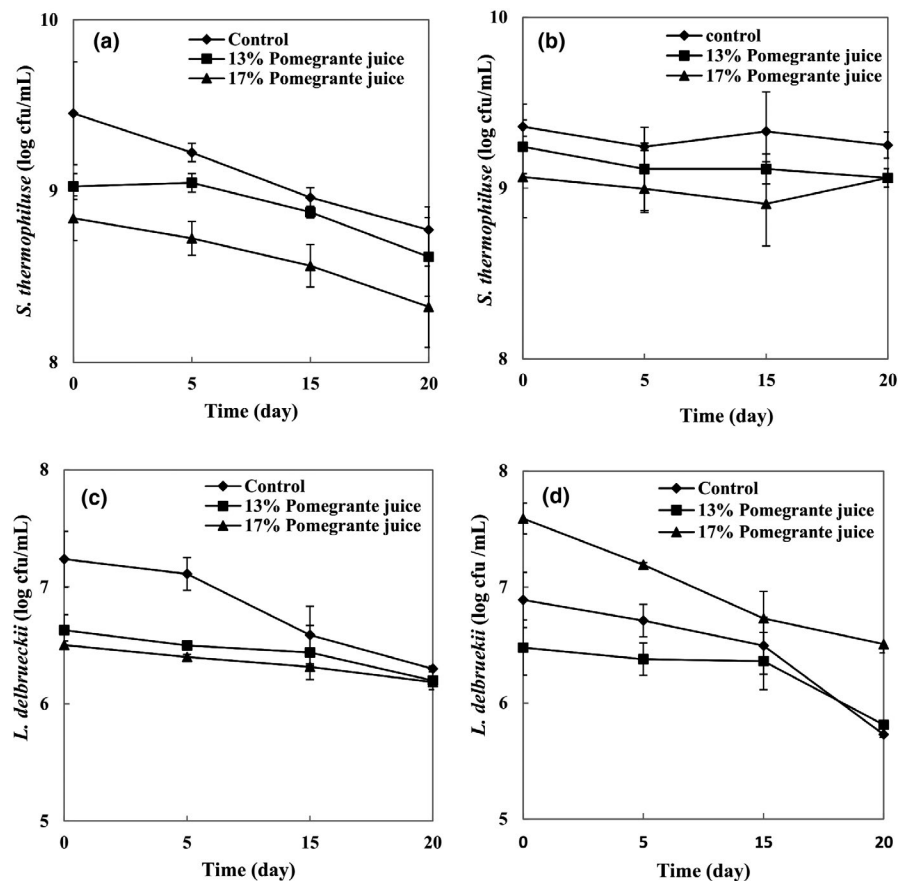 (a)
Control
13% Pomegrante juice
17% Pomegrante juice
S. thermophiluse (log cfu/mL)
10
9
8
0 5 15 20
Time (day)
(b)
control
13% Pomegrante juice
17% Pomegrante juice
S. thermophiluse (log cfu/mL)
10
9
8
0 5 15 20
Time (day)
(c)
Control
13% Pomegrante juice
17% Pomegrante juice
L. delbrueckii (log cfu/mL)
8
7
6
5
0 5 15 20
Time (day)
(d)
Control
13% Pomegrante juice
17% Pomegrante juice
L. delbruekii (log cfu /mL)
8
7
6
5
0 5 15 20
Time (day)